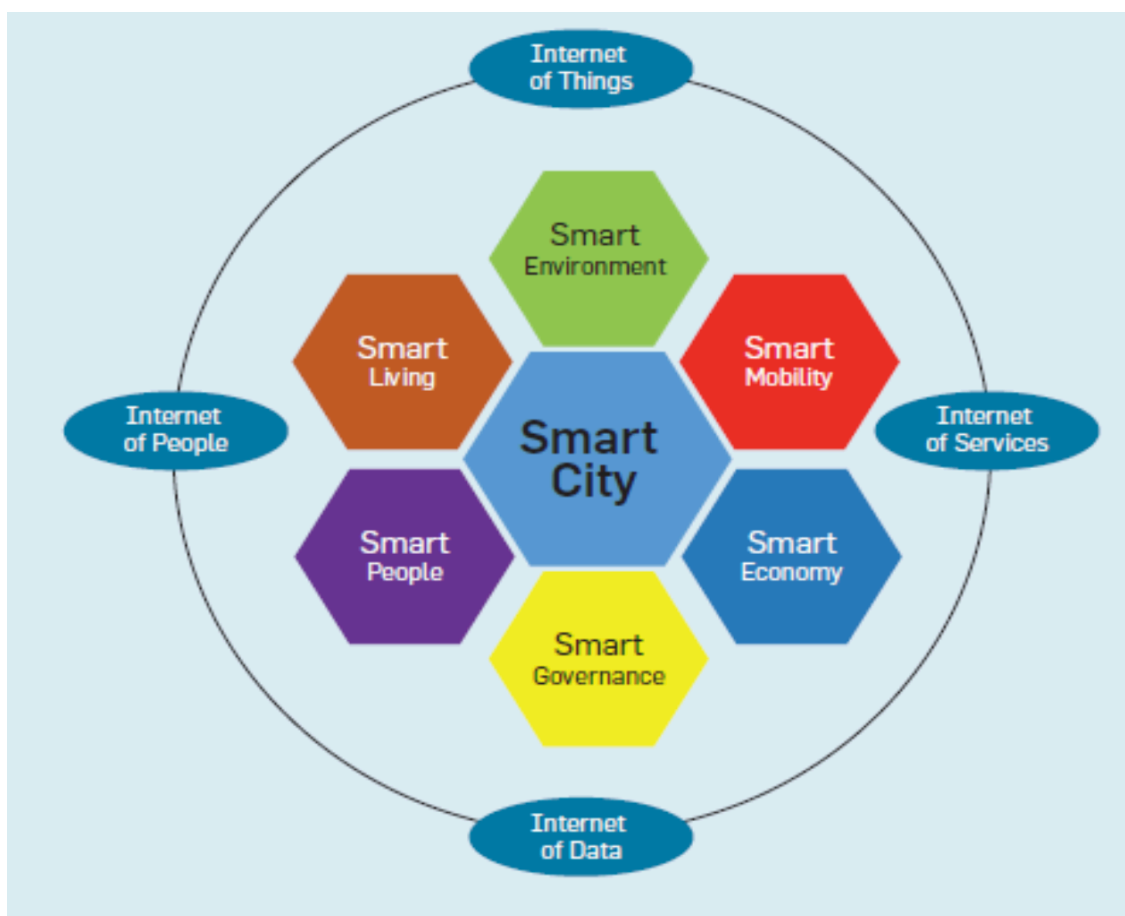 Internet
of Things
Smart
Environment
Smart
Living
Smart
Mobility
Internet
of People
Smart
City
Internet
of Services
Smart
People
Smart
Economy
Smart
Governance
Internet
of Data